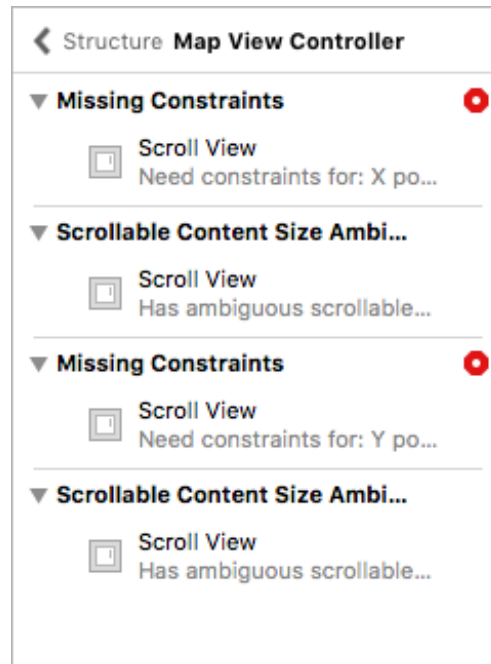 Structure Map View Controller
Missing Constraints
Scroll View
Need constraints for: X po...
Scrollable Content Size Ambi...
Scroll View
Has ambiguous scrollable...
Missing Constraints
Scroll View
Need constraints for: Y po...
Scrollable Content Size Ambi...
Scroll View
Has ambiguous scrollable...